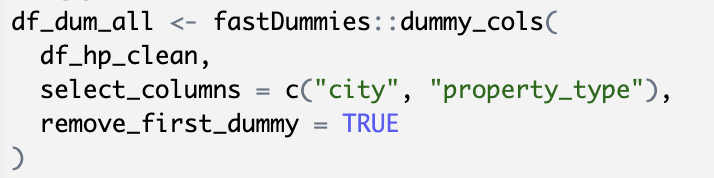 df_dum_all <- fastDummies::dummy_cols(
  df_hp_clean,
  select_columns = c("city", "property_type"),
  remove_first_dummy = TRUE
)